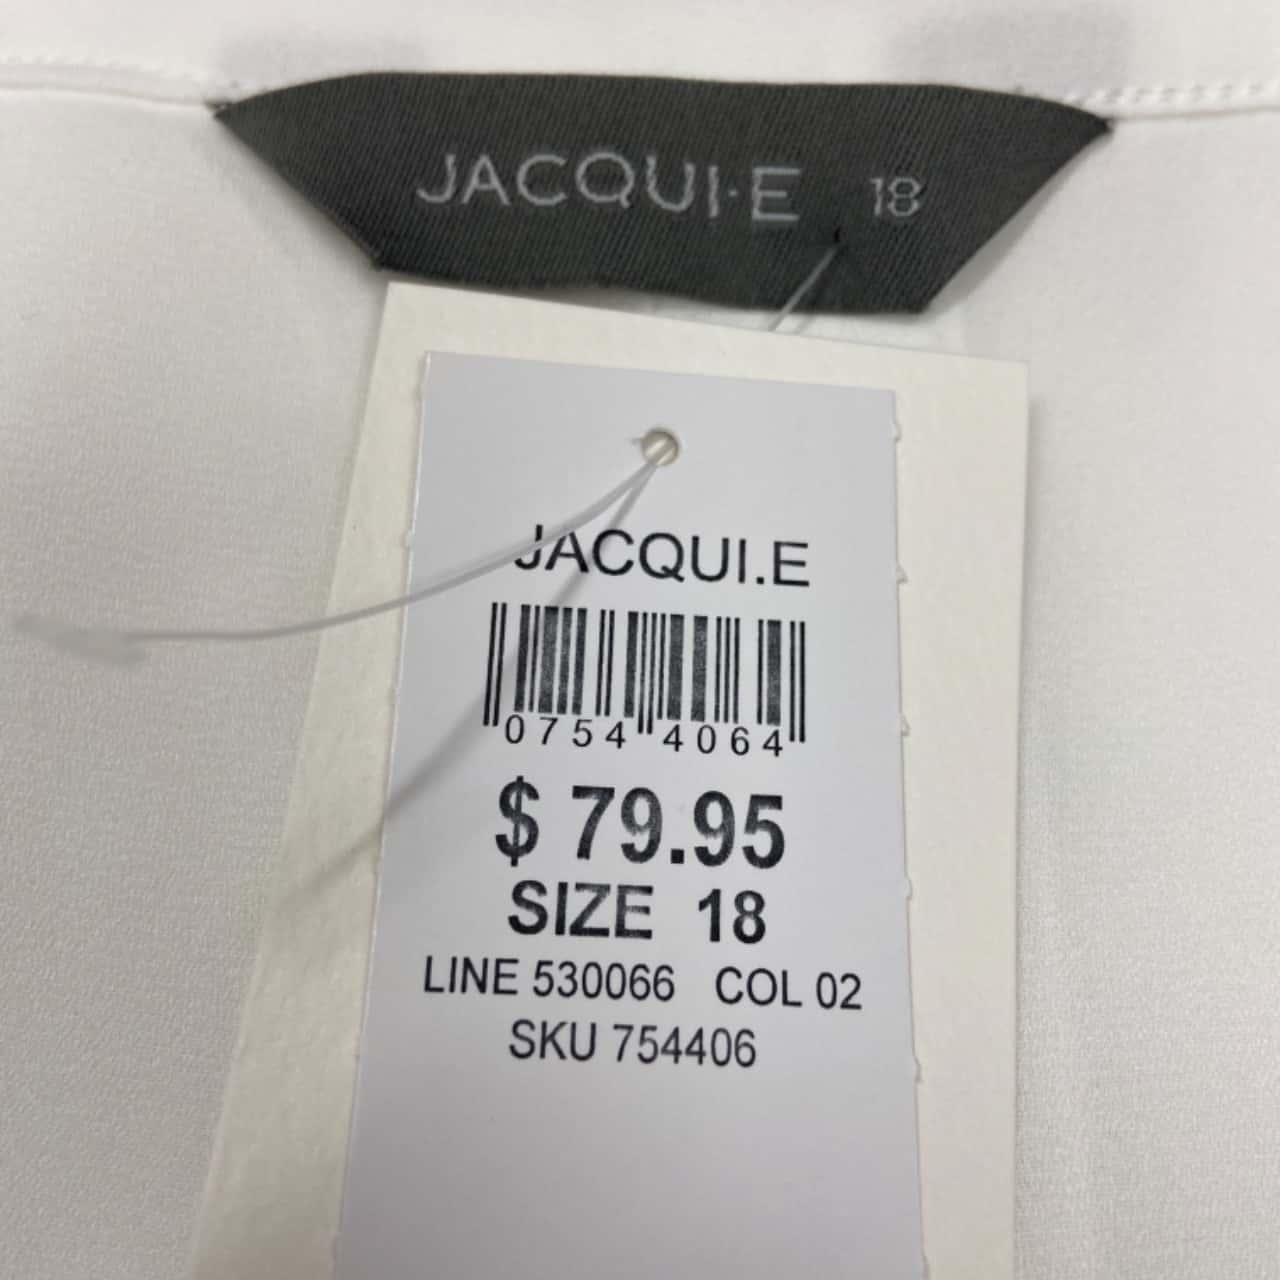 JACQUI·E 18
JACQUI.E
0754 4064
$ 79.95
SIZE 18
LINE 530066 COL 02
SKU 754406